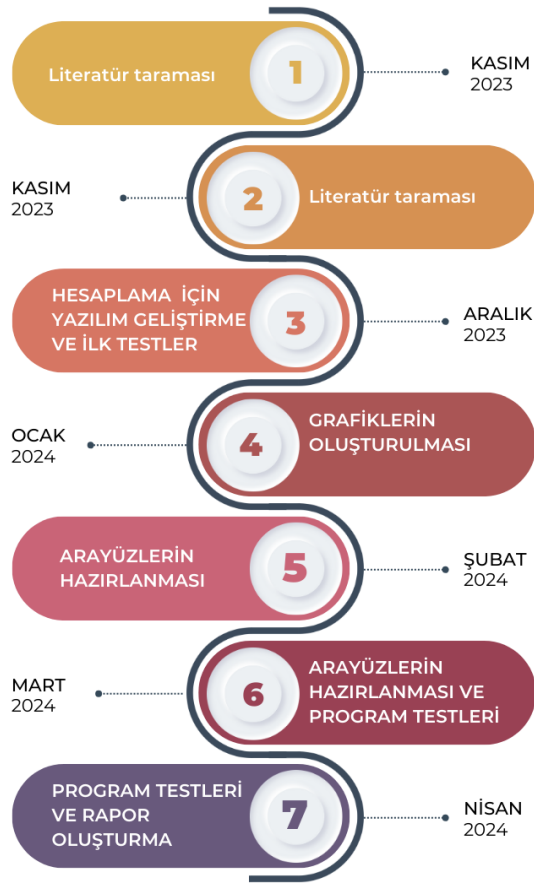 Literatür taraması
1
KASIM
2023
KASIM
2023
2
Literatür taraması
HESAPLAMA İÇİN
YAZILIM GELİŞTİRME
VE İLK TESTLER
3
ARALIK
2023
OCAK
2024
4
GRAFİKLERİN
OLUŞTURULMASI
ARAYÜZLERİN
HAZIRLANMASI
5
ŞUBAT
2024
MART
2024
6
ARAYÜZLERİN
HAZIRLANMASI VE
PROGRAM TESTLERİ
PROGRAM TESTLERİ
VE RAPOR
OLUŞTURMA
7
NİSAN
2024